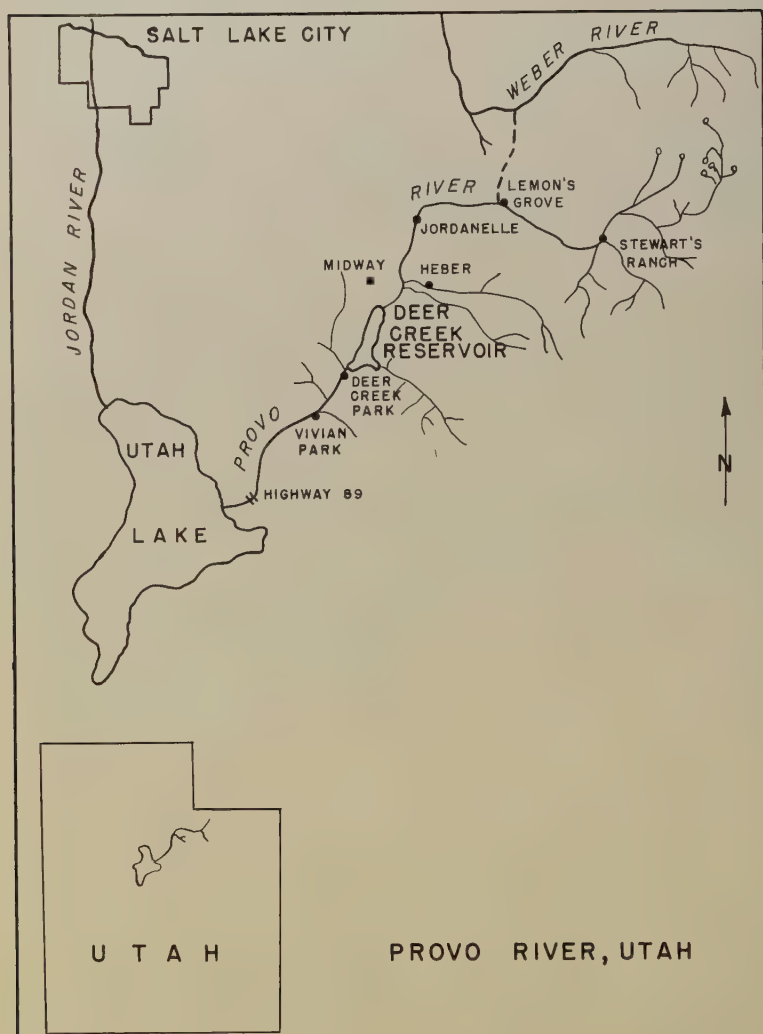 SALT LAKE CITY
WEBER RIVER
JORDAN RIVER
RIVER
LEMON'S
GROVE
JORDANELLE
STEWART'S
RANCH
MIDWAY
HEBER
DEER
CREEK
RESERVOIR
DEER
CREEK
PARK
PROVO
VIVIAN
PARK
UTAH
LAKE
HIGHWAY 89
N
UTAH
PROVO RIVER, UTAH